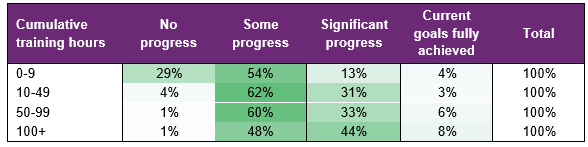 Cumulative training hours | No progress | Some progress | Significant progress | Current goals fully achieved | Total
0-9 | 29% | 54% | 13% | 4% | 100%
10-49 | 4% | 62% | 31% | 3% | 100%
50-99 | 1% | 60% | 33% | 6% | 100%
100+ | 1% | 48% | 44% | 8% | 100%